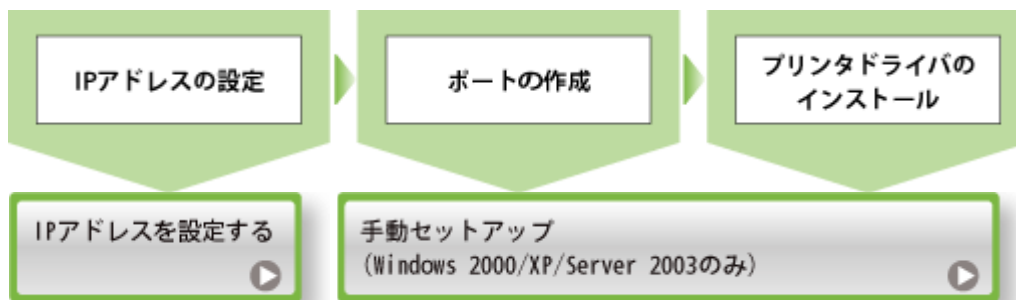 IPアドレスの設定
ポートの作成
プリンタドライバの
インストール
IPアドレスを設定する
手動セットアップ
(Windows 2000/XP/Server 2003のみ)